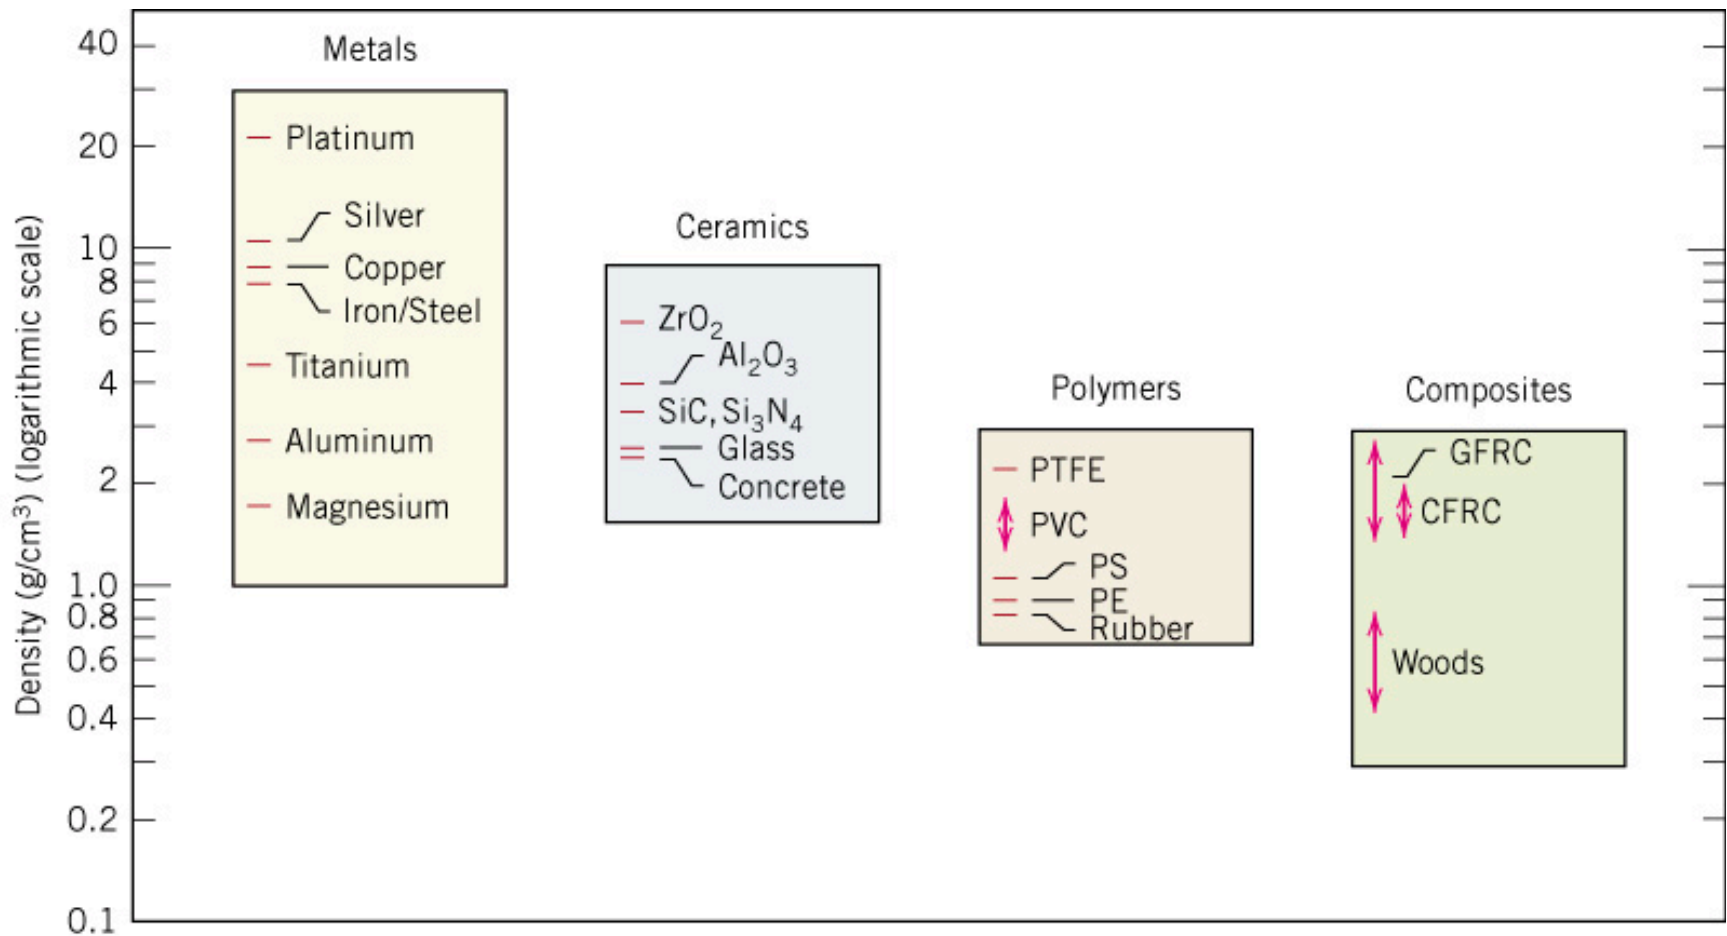 Density (g/cm³) (logarithmic scale)
40
20
10
8
6
4
2
1.0
0.8
0.6
0.4
0.2
0.1
Metals
Platinum
Silver
Copper
Iron/Steel
Titanium
Aluminum
Magnesium
Ceramics
ZrO₂
Al₂O₃
SiC, Si₃N₄
Glass
Concrete
Polymers
PTFE
PVC
PS
PE
Rubber
Composites
GFRC
CFRC
Woods